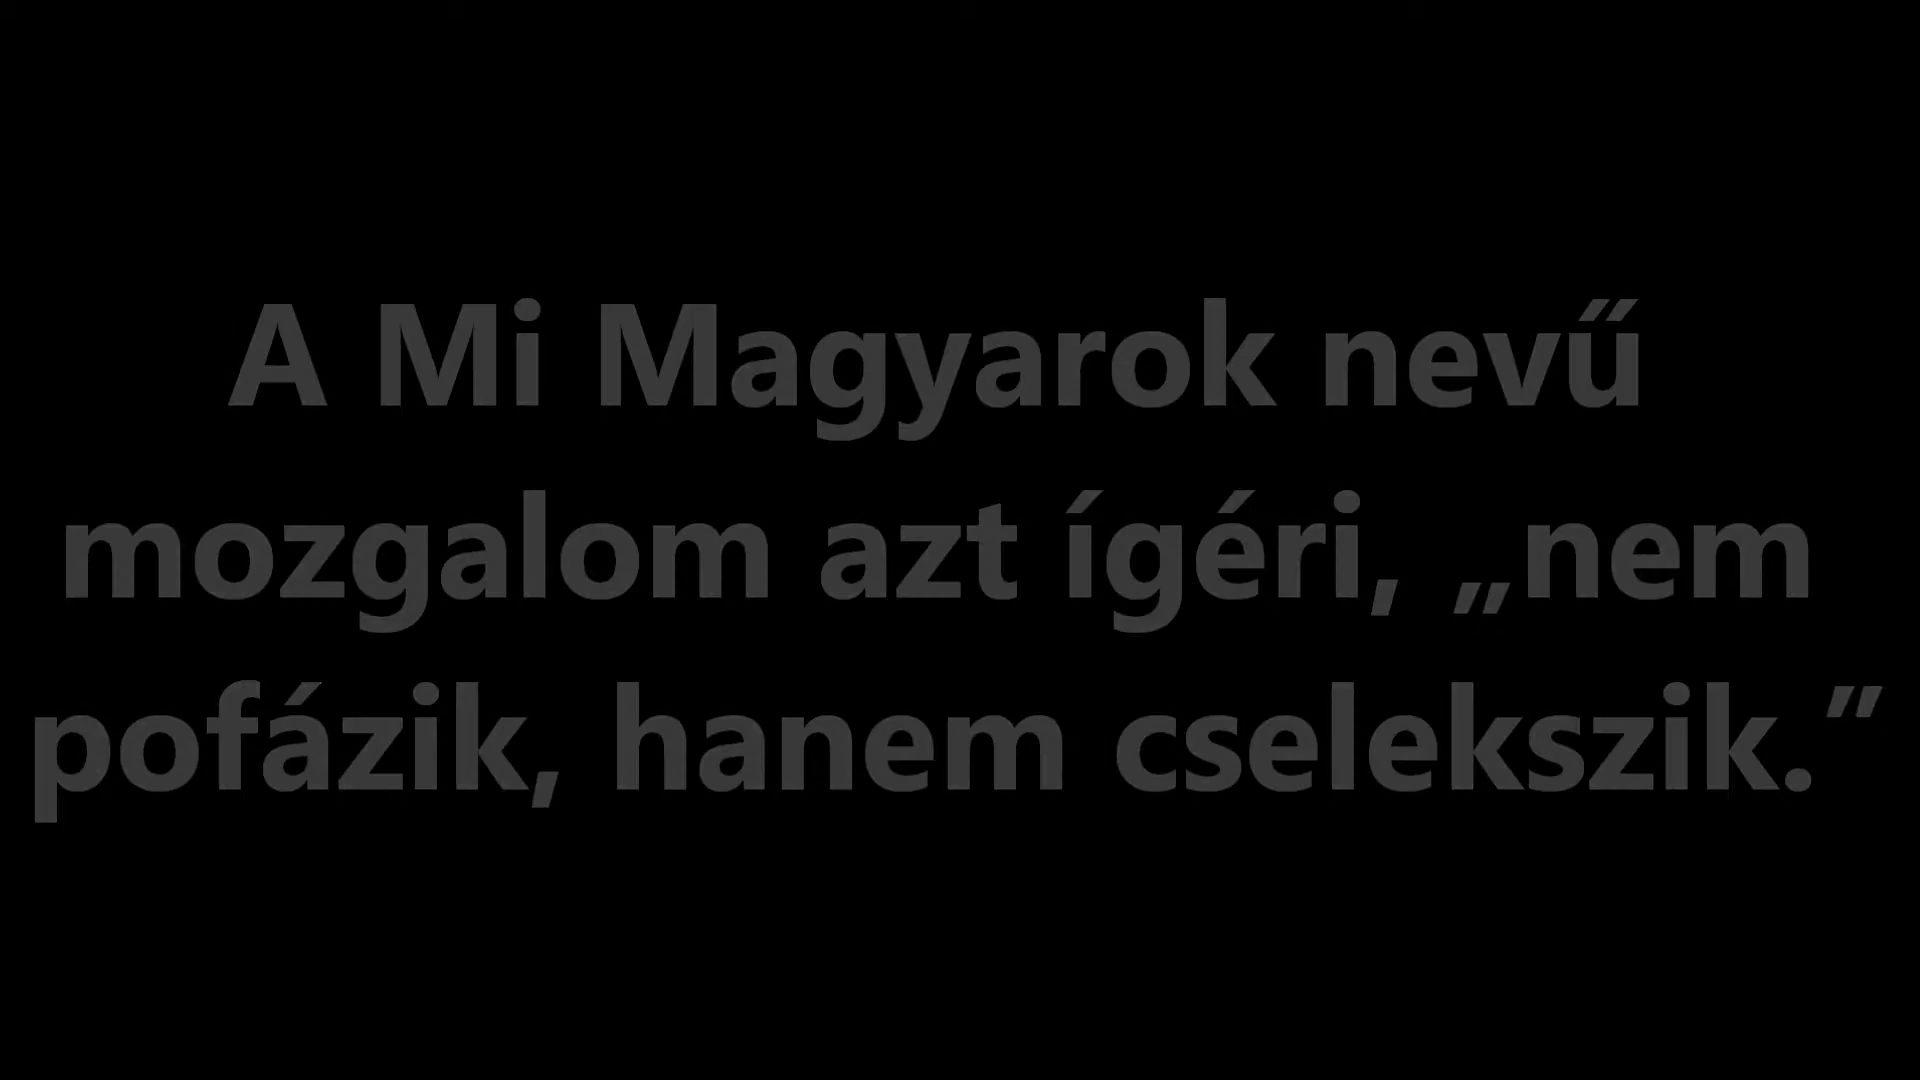 A Mi Magyarok nevű
mozgalom azt ígéri, „nem
pofázik, hanem cselekszik.”